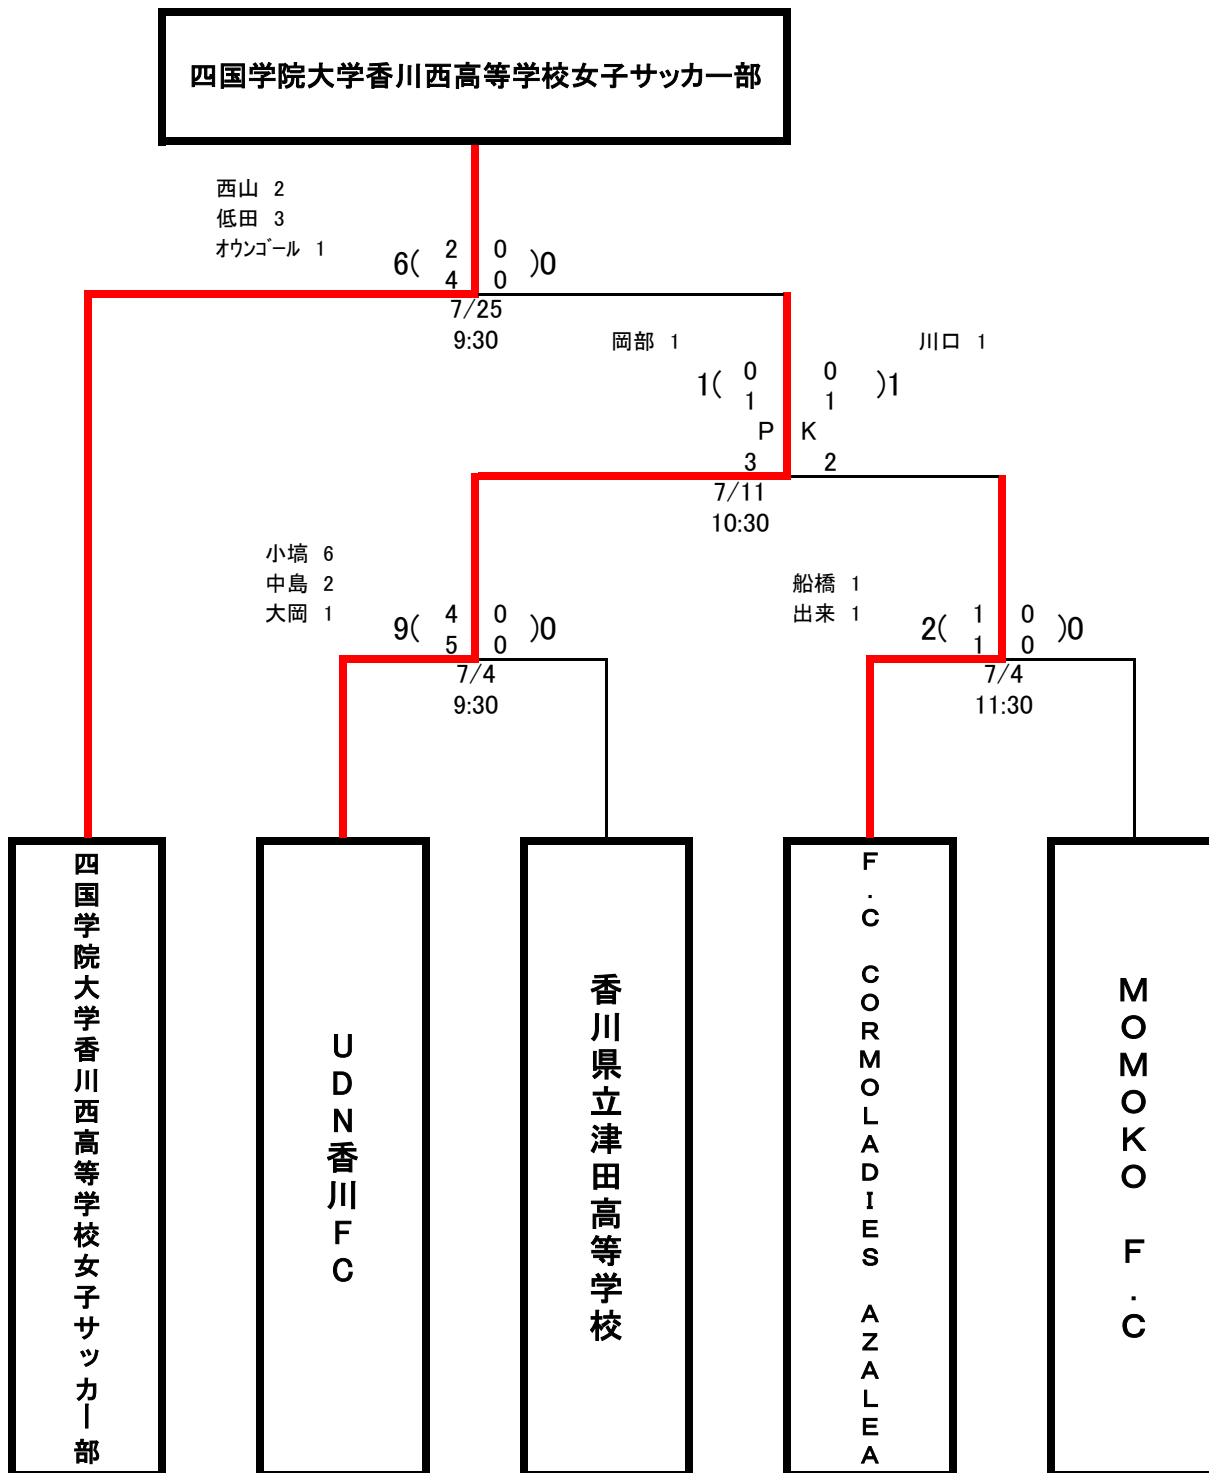 四国学院大学香川西高等学校女子サッカー部
西山 2
低田 3
オウンゴール 1
6( 2 0 )0
4 0
7/25
9:30
岡部 1
川口 1
1( 0 0 )1
1 1
P K
3 2
7/11
10:30
小塙 6
中島 2
大岡 1
9( 4 0 )0
5 0
7/4
9:30
船橋 1
出来 1
2( 1 0 )0
1 0
7/4
11:30
四国学院大学香川西高等学校女子サッカー部
UDN香川FC
香川県立津田高等学校
F.C CORMOLADIES AZALEA
MOMOKO F.C